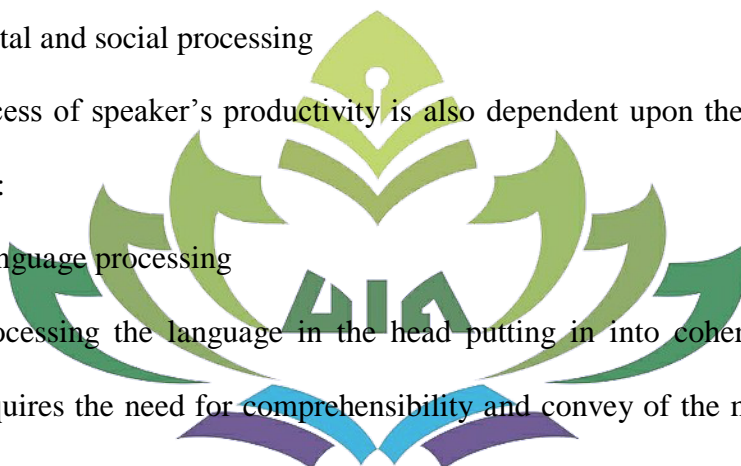 tal and social processing
cess of speaker’s productivity is also dependent upon the
:
nguage processing
ocessing the language in the head putting in into coher
quires the need for comprehensibility and convey of the